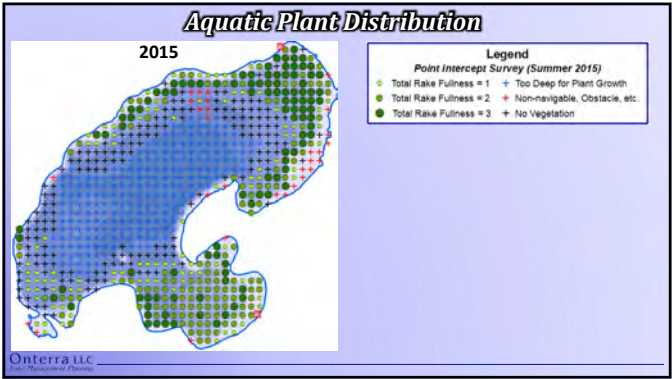 Aquatic Plant Distribution
2015
Legend
Point Intercept Survey (Summer 2015)
Total Rake Fullness = 1
Too Deep for Plant Growth
Total Rake Fullness = 2
Non-navigable, Obstacle, etc.
Total Rake Fullness = 3
No Vegetation
Onterra LLC
Lake Management Planning